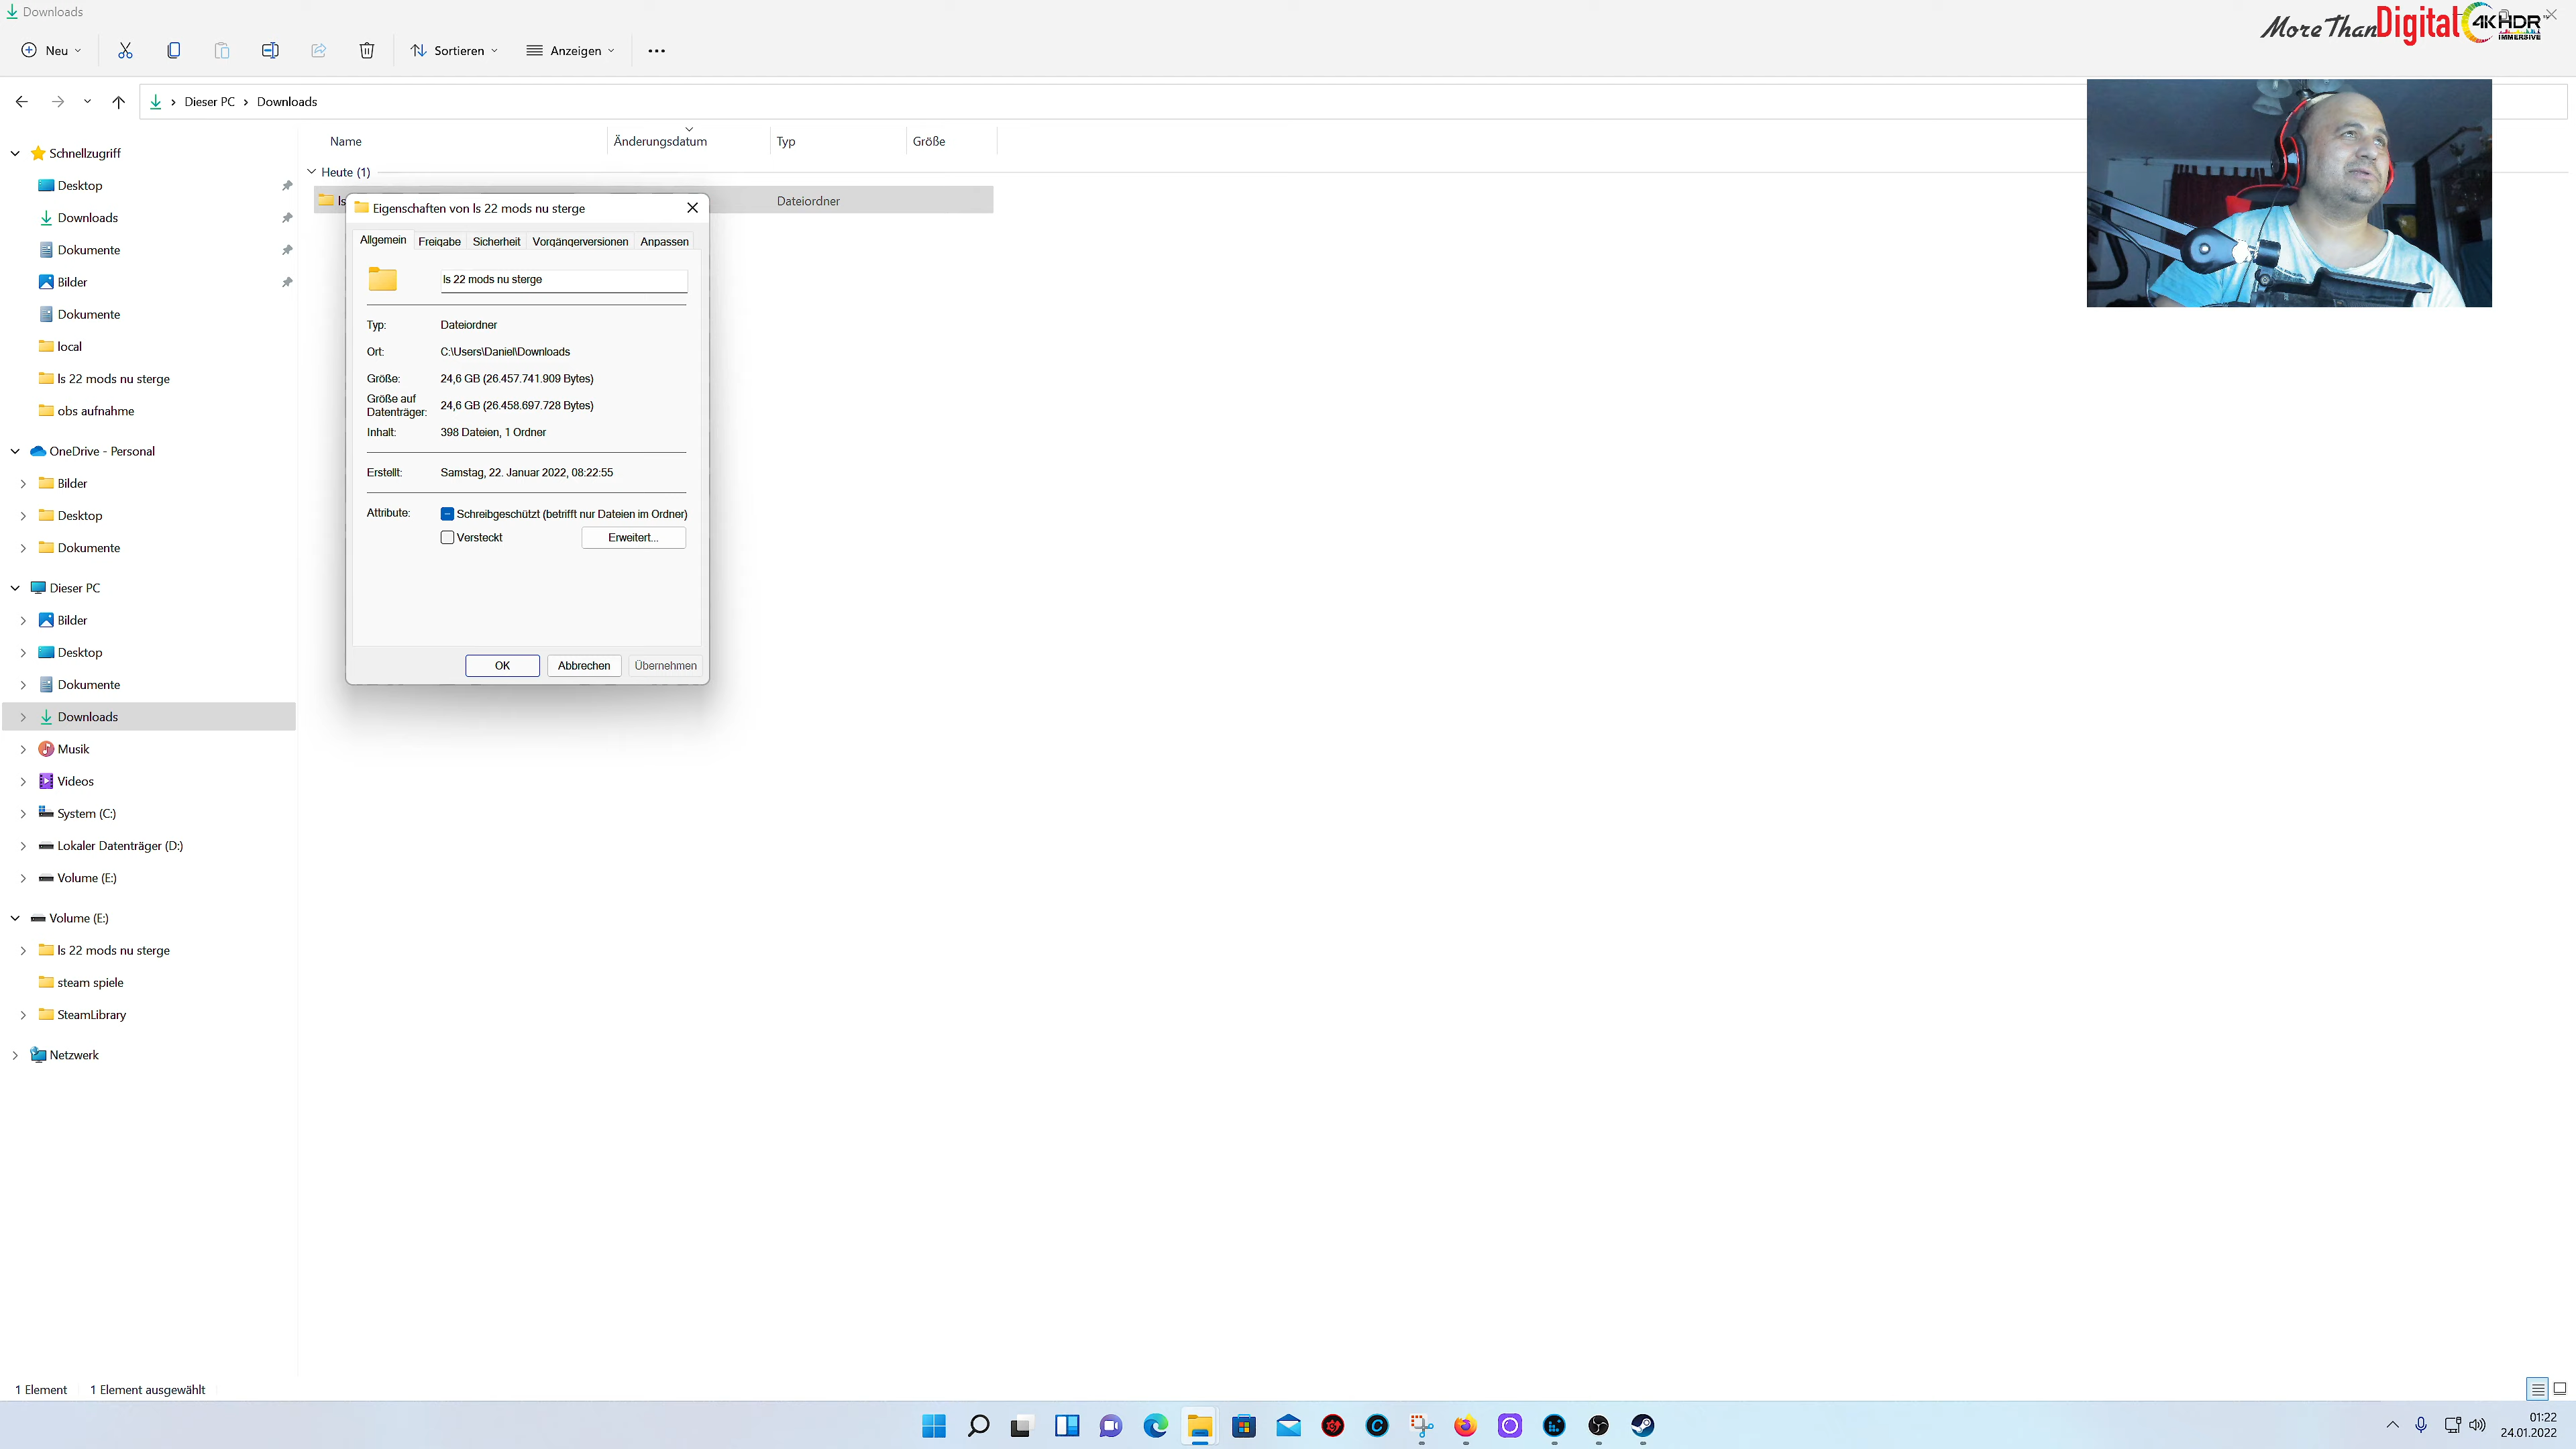 Downloads
More Than Digital 4K HDR IMMERSIVE
Neu
Sortieren
Anzeigen
Dieser PC > Downloads
Name Änderungsdatum Typ Größe
Schnellzugriff
Desktop
Downloads
Dokumente
Bilder
Dokumente
local
ls 22 mods nu sterge
obs aufnahme
OneDrive - Personal
Bilder
Desktop
Dokumente
Dieser PC
Bilder
Desktop
Dokumente
Downloads
Musik
Videos
System (C:)
Lokaler Datenträger (D:)
Volume (E:)
Volume (E:)
ls 22 mods nu sterge
steam spiele
SteamLibrary
Netzwerk
Heute (1)
ls
Dateiordner
Eigenschaften von ls 22 mods nu sterge
Allgemein Freigabe Sicherheit Vorgängerversionen Anpassen
ls 22 mods nu sterge
Typ: Dateiordner
Ort: C:\Users\Daniel\Downloads
Größe: 24,6 GB (26.457.741.909 Bytes)
Größe auf
Datenträger: 24,6 GB (26.458.697.728 Bytes)
Inhalt: 398 Dateien, 1 Ordner
Erstellt: Samstag, 22. Januar 2022, 08:22:55
Attribute: Schreibgeschützt (betrifft nur Dateien im Ordner)
Versteckt Erweitert...
OK Abbrechen Übernehmen
1 Element 1 Element ausgewählt
01:22
24.01.2022